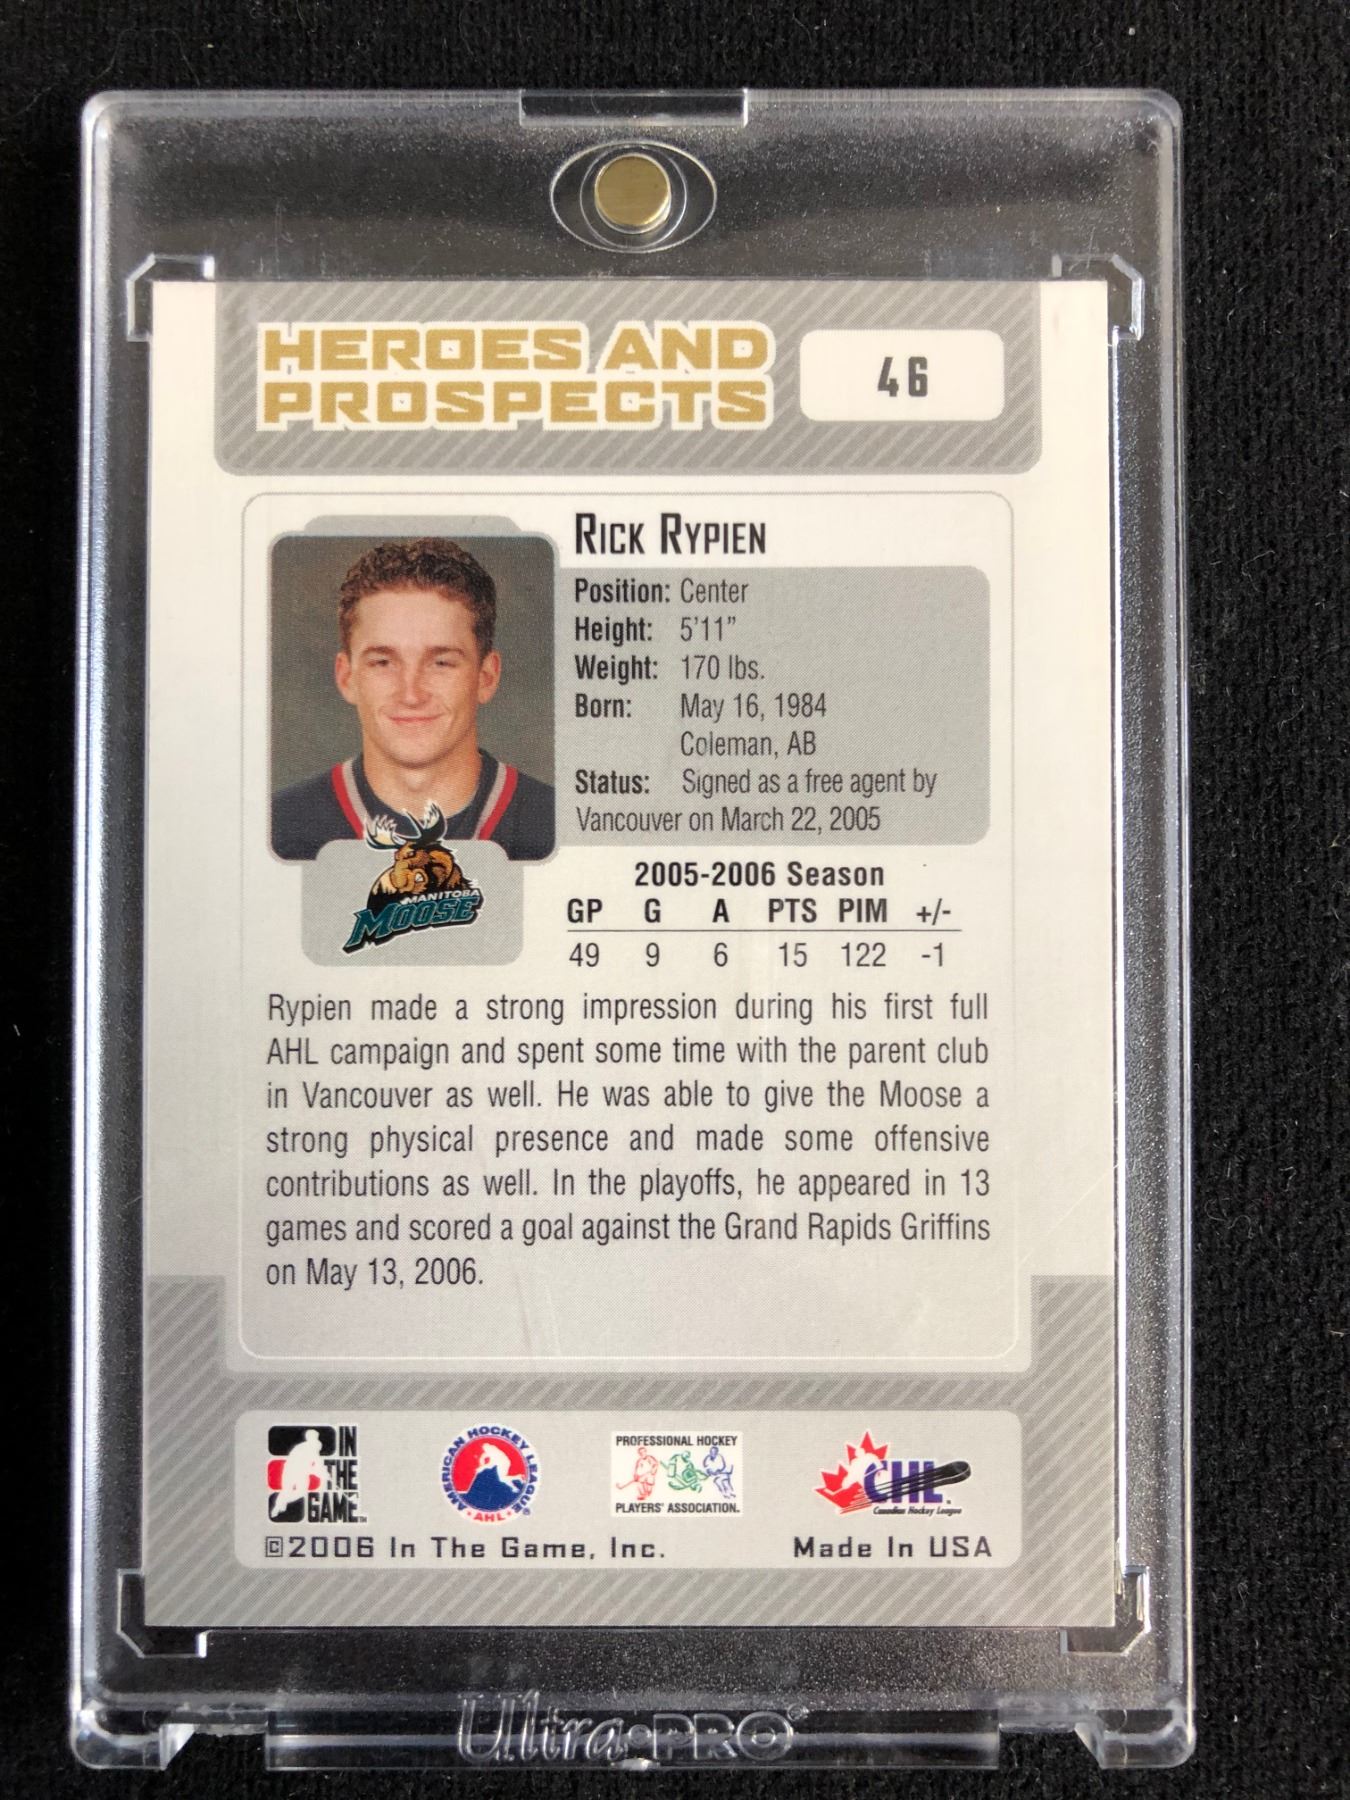 HEROES AND
PROSPECTS
46
RICK RYPIEN
Position: Center
Height: 5'11"
Weight: 170 lbs.
Born: May 16, 1984
Coleman, AB
Status: Signed as a free agent by
Vancouver on March 22, 2005
MANITOBA
MOOSE
2005-2006 Season
GP G A PTS PIM +/-
49 9 6 15 122 -1
Rypien made a strong impression during his first full
AHL campaign and spent some time with the parent club
in Vancouver as well. He was able to give the Moose a
strong physical presence and made some offensive
contributions as well. In the playoffs, he appeared in 13
games and scored a goal against the Grand Rapids Griffins
on May 13, 2006.
IN
THE
GAME™
AMERICAN HOCKEY LEAGUE
·AHL·
PROFESSIONAL HOCKEY
PLAYERS' ASSOCIATION.
CHL
Canadian Hockey League
©2006 In The Game, Inc. Made In USA
Ultra·PRO®